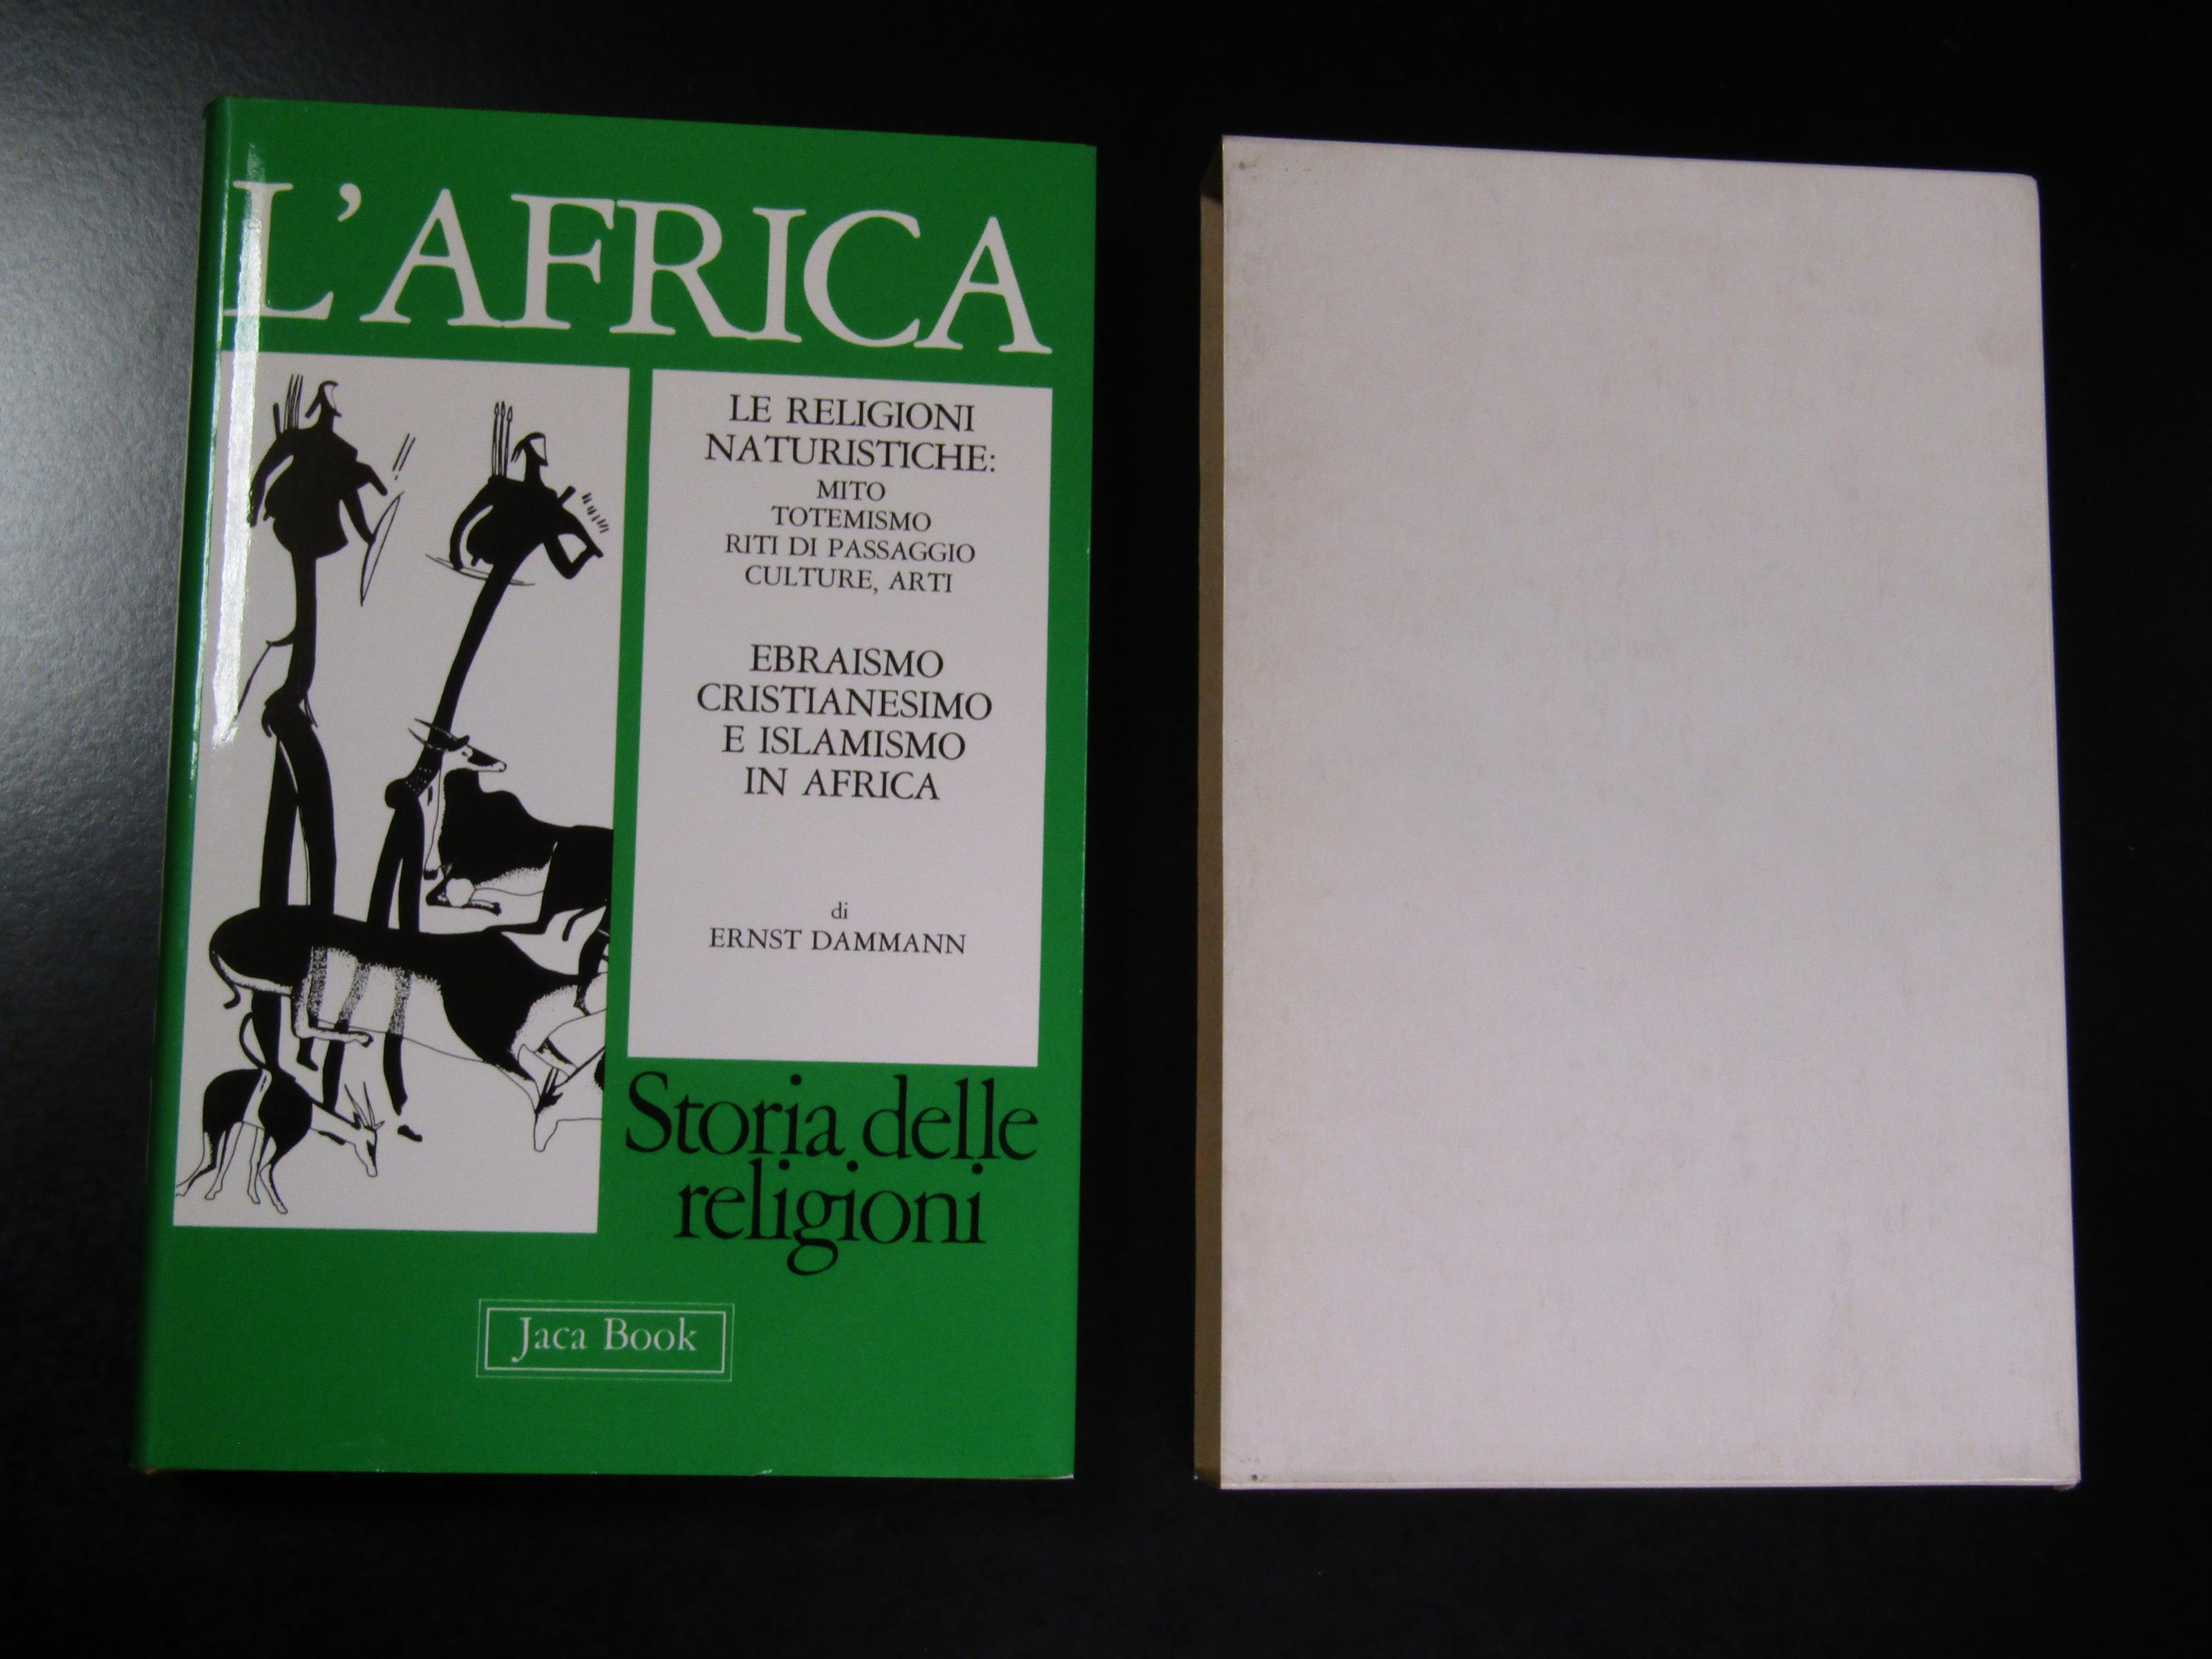 L'AFRICA
LE RELIGIONI
NATURISTICHE:
MITO
TOTEMISMO
RITI DI PASSAGGIO
CULTURE, ARTI
EBRAISMO
CRISTIANESIMO
E ISLAMISMO
IN AFRICA
di
ERNST DAMMANN
Storia delle
religioni
Jaca Book